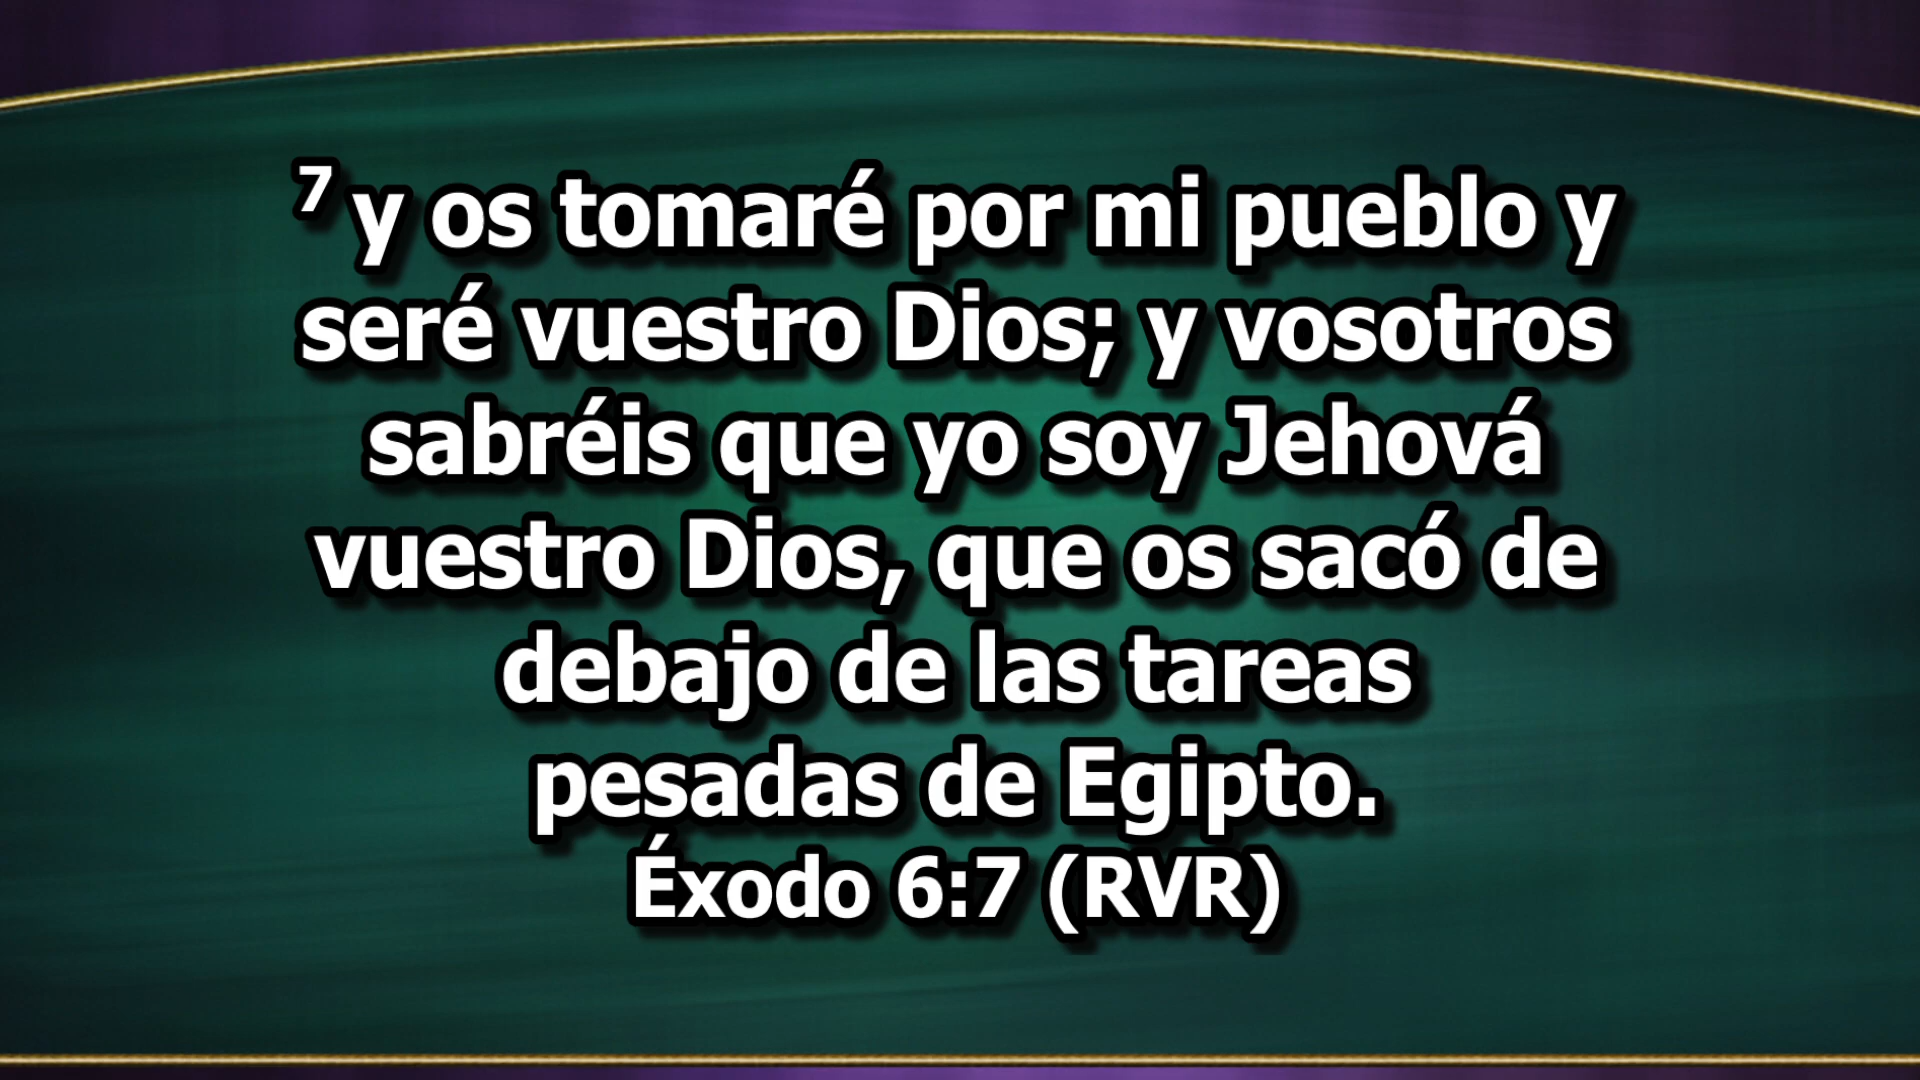 7 y os tomaré por mi pueblo y
seré vuestro Dios; y vosotros
sabréis que yo soy Jehová
vuestro Dios, que os sacó de
debajo de las tareas
pesadas de Egipto.
Éxodo 6:7 (RVR)